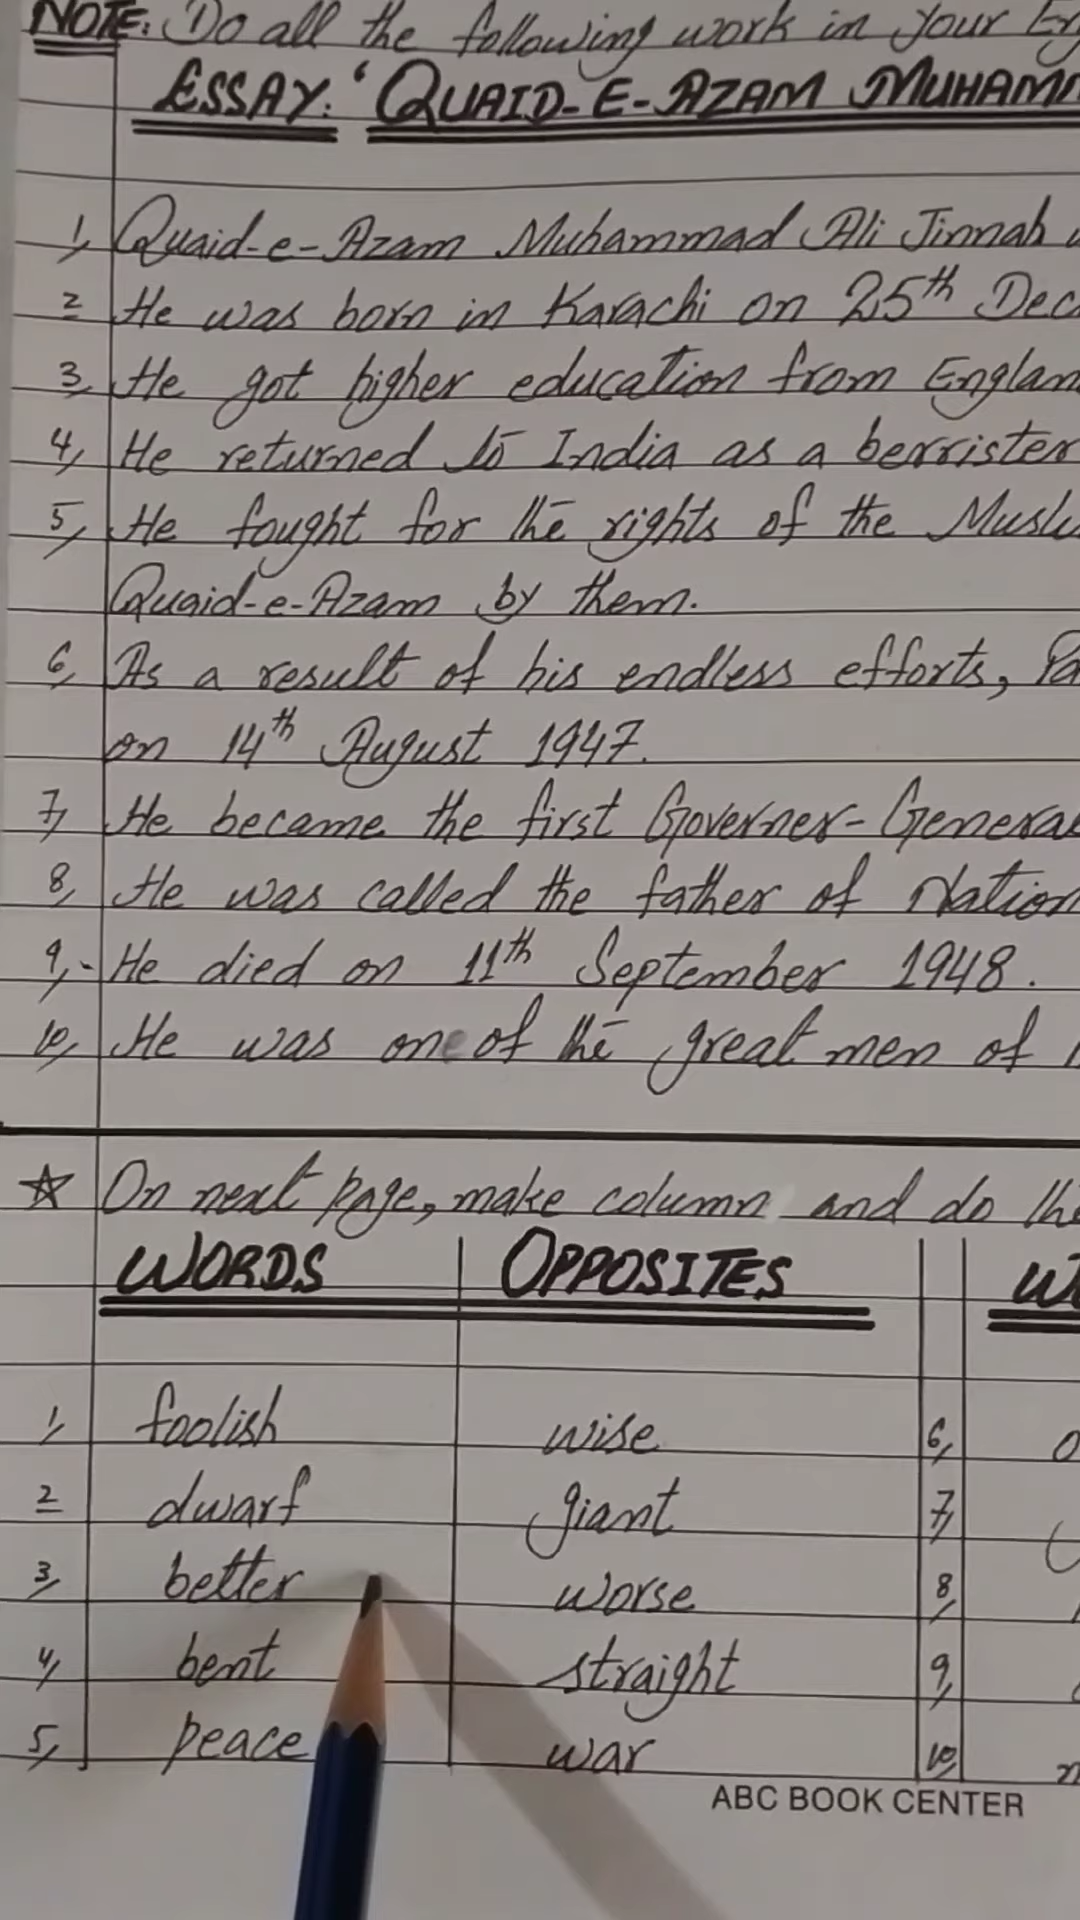 NOTE: Do all the following work in your
ESSAY: 'QUAID-E-AZAM
1, Quaid-e-Azam Muhammad Ali Jinnah
2 He was born in Karachi on 25th
3, He got higher education from
4, He returned to India as a berrister
5, He fought for the rights of the
Quaid-e-Azam by them.
6, As a result of his endless efforts,
on 14th August 1947.
7, He became the first Governer-
8, He was called the father of Nation
9,- He died on 11th September 1948.
10, He was one of the great men of
☆ On next page, make column and do
WORDS OPPOSITES
1, foolish wise 6,
2 dwarf giant 7,
3, better worse 8,
4, bent straight 9,
5, peace war 10,
ABC BOOK CENTER